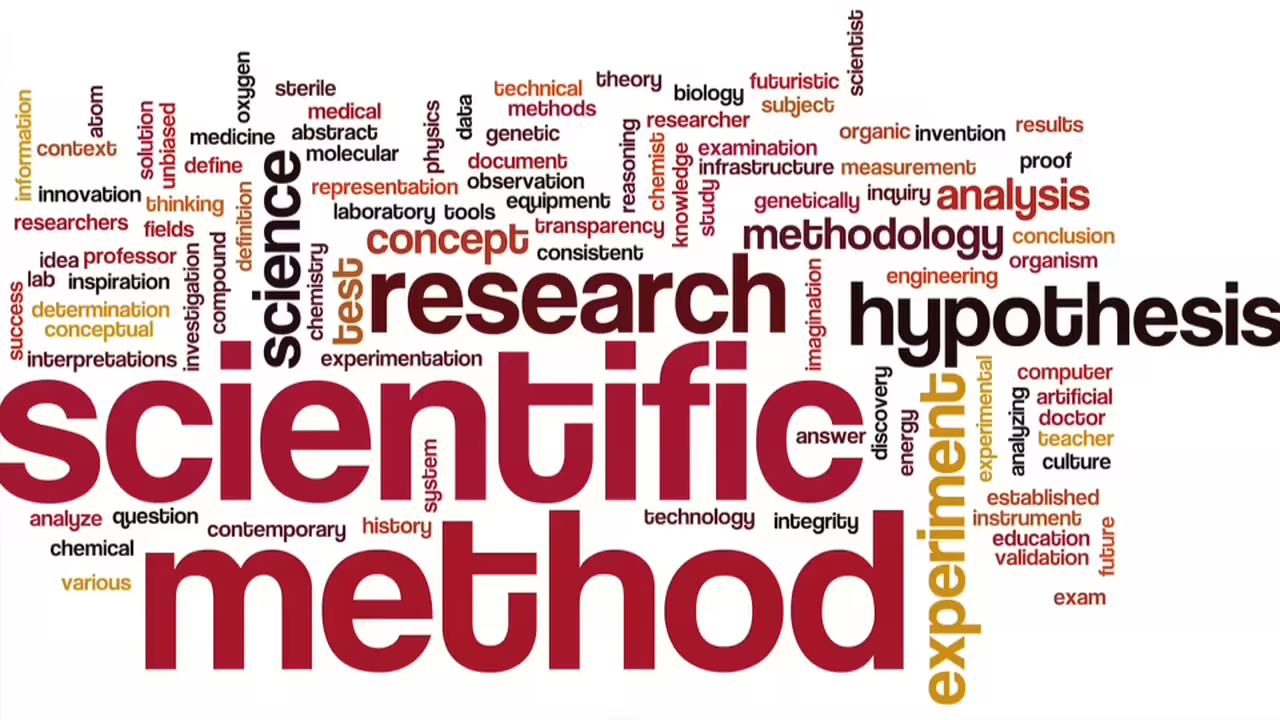 scientist
oxygen
sterile
technical
theory
futuristic
biology
information
atom
solution
unbiased
medical
methods
subject
physics
data
researcher
context
medicine
abstract
genetic
organic
invention
results
define
molecular
document
reasoning
chemist
knowledge
examination
infrastructure
measurement
proof
innovation
thinking
definition
science
representation
observation
equipment
study
genetically
inquiry
analysis
researchers
fields
laboratory
tools
transparency
concept
consistent
methodology
conclusion
idea
professor
organism
lab
inspiration
investigation
compound
chemistry
test
research
imagination
engineering
success
determination
conceptual
hypothesis
interpretations
experimentation
scientific
answer
discovery
energy
experiment
experimental
analyzing
computer
artificial
doctor
teacher
culture
system
analyze
question
contemporary
history
technology
integrity
established
instrument
education
validation
future
chemical
method
various
exam